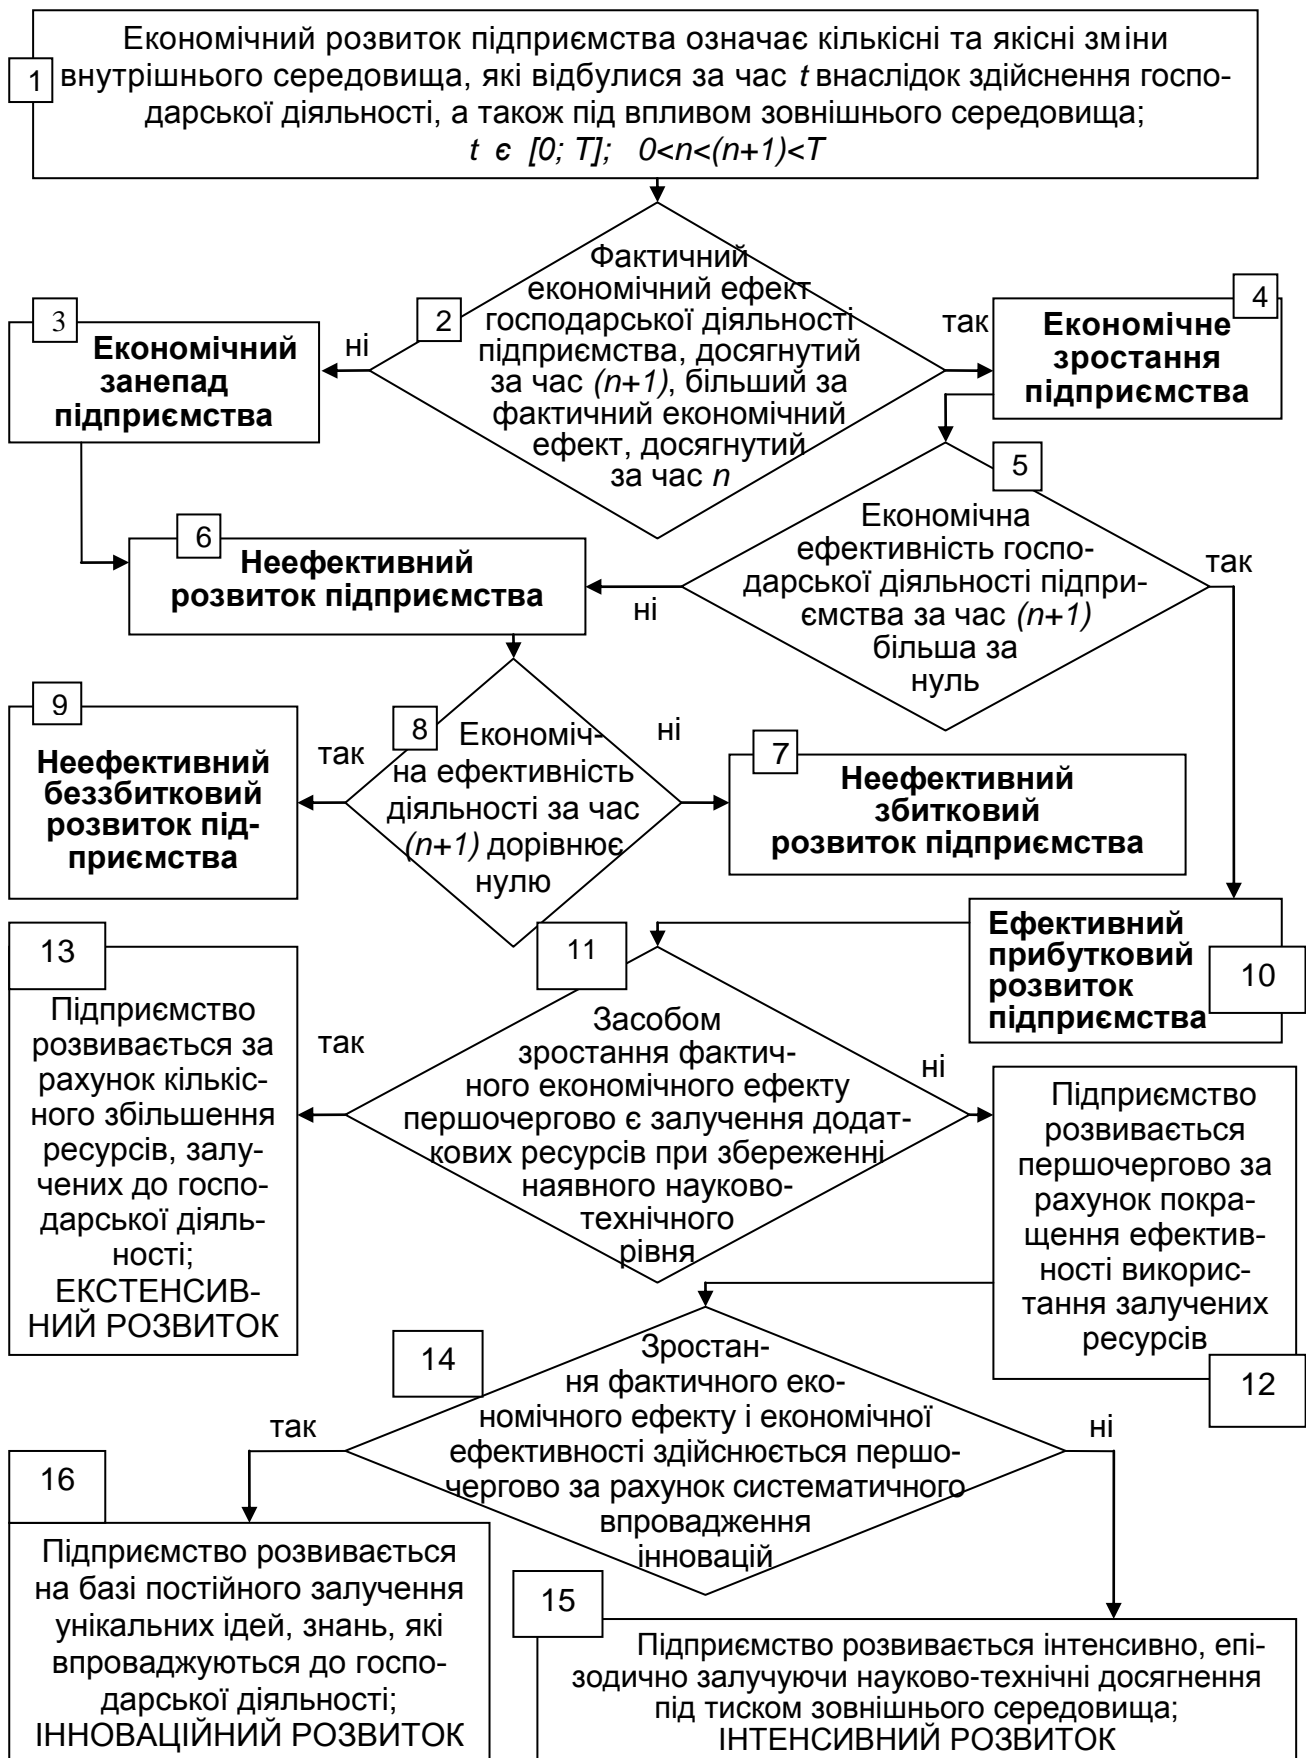 1
Економічний розвиток підприємства означає кількісні та якісні зміни
внутрішнього середовища, які відбулися за час t внаслідок здійснення госпо-
дарської діяльності, а також під впливом зовнішнього середовища;
t є [0; T]; 0<n<(n+1)<T
2
Фактичний
економічний ефект
господарської діяльності
підприємства, досягнутий
за час (n+1), більший за
фактичний економічний
ефект, досягнутий
за час n
ні
так
3
Економічний
занепад
підприємства
4
Економічне
зростання
підприємства
5
Економічна
ефективність госпо-
дарської діяльності підпри-
ємства за час (n+1)
більша за
нуль
ні
так
6
Неефективний
розвиток підприємства
8
Економіч-
на ефективність
діяльності за час
(n+1) дорівнює
нулю
так
ні
9
Неефективний
беззбитковий
розвиток під-
приємства
7
Неефективний
збитковий
розвиток підприємства
10
Ефективний
прибутковий
розвиток
підприємства
11
Засобом
зростання фактич-
ного економічного ефекту
першочергово є залучення додат-
кових ресурсів при збереженні
наявного науково-
технічного
рівня
так
ні
13
Підприємство
розвивається за
рахунок кількіс-
ного збільшення
ресурсів, залу-
чених до госпо-
дарської діяль-
ності;
ЕКСТЕНСИВ-
НИЙ РОЗВИТОК
Підприємство
розвивається
першочергово за
рахунок покра-
щення ефектив-
ності викорис-
тання залучених
ресурсів
12
14
Зростан-
ня фактичного еко-
номічного ефекту і економічної
ефективності здійснюється першо-
чергово за рахунок систематичного
впровадження
інновацій
так
ні
16
Підприємство розвивається
на базі постійного залучення
унікальних ідей, знань, які
впроваджуються до госпо-
дарської діяльності;
ІННОВАЦІЙНИЙ РОЗВИТОК
15
Підприємство розвивається інтенсивно, епі-
зодично залучуючи науково-технічні досягнення
під тиском зовнішнього середовища;
ІНТЕНСИВНИЙ РОЗВИТОК